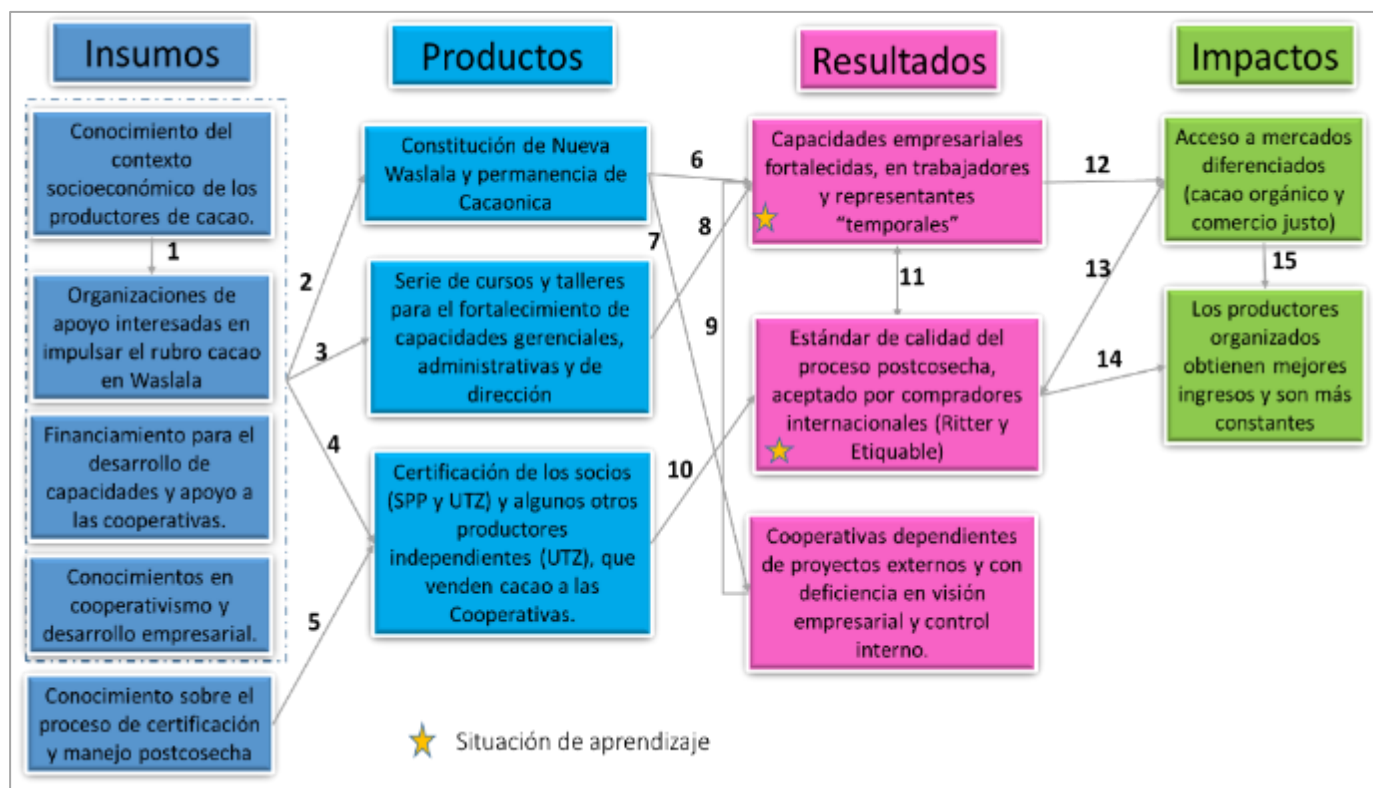 Insumos
Conocimiento del
contexto
socioeconómico de los
productores de cacao.
1
Organizaciones de
apoyo interesadas en
impulsar el rubro cacao
en Waslala
Financiamiento para el
desarrollo de
capacidades y apoyo a
las cooperativas.
Conocimientos en
cooperativismo y
desarrollo empresarial.
Conocimiento sobre el
proceso de certificación
y manejo postcosecha
2
3
4
5
Productos
Constitución de Nueva
Waslala y permanencia de
Cacaonica
Serie de cursos y talleres
para el fortalecimiento de
capacidades gerenciales,
administrativas y de
dirección
Certificación de los socios
(SPP y UTZ) y algunos otros
productores
independientes (UTZ), que
venden cacao a las
Cooperativas.
6
7
8
9
10
Resultados
Capacidades empresariales
fortalecidas, en trabajadores
y representantes
“temporales”
11
Estándar de calidad del
proceso postcosecha,
aceptado por compradores
internacionales (Ritter y
Etiquable)
Cooperativas dependientes
de proyectos externos y con
deficiencia en visión
empresarial y control
interno.
12
13
14
Impactos
Acceso a mercados
diferenciados
(cacao orgánico y
comercio justo)
15
Los productores
organizados
obtienen mejores
ingresos y son más
constantes
Situación de aprendizaje